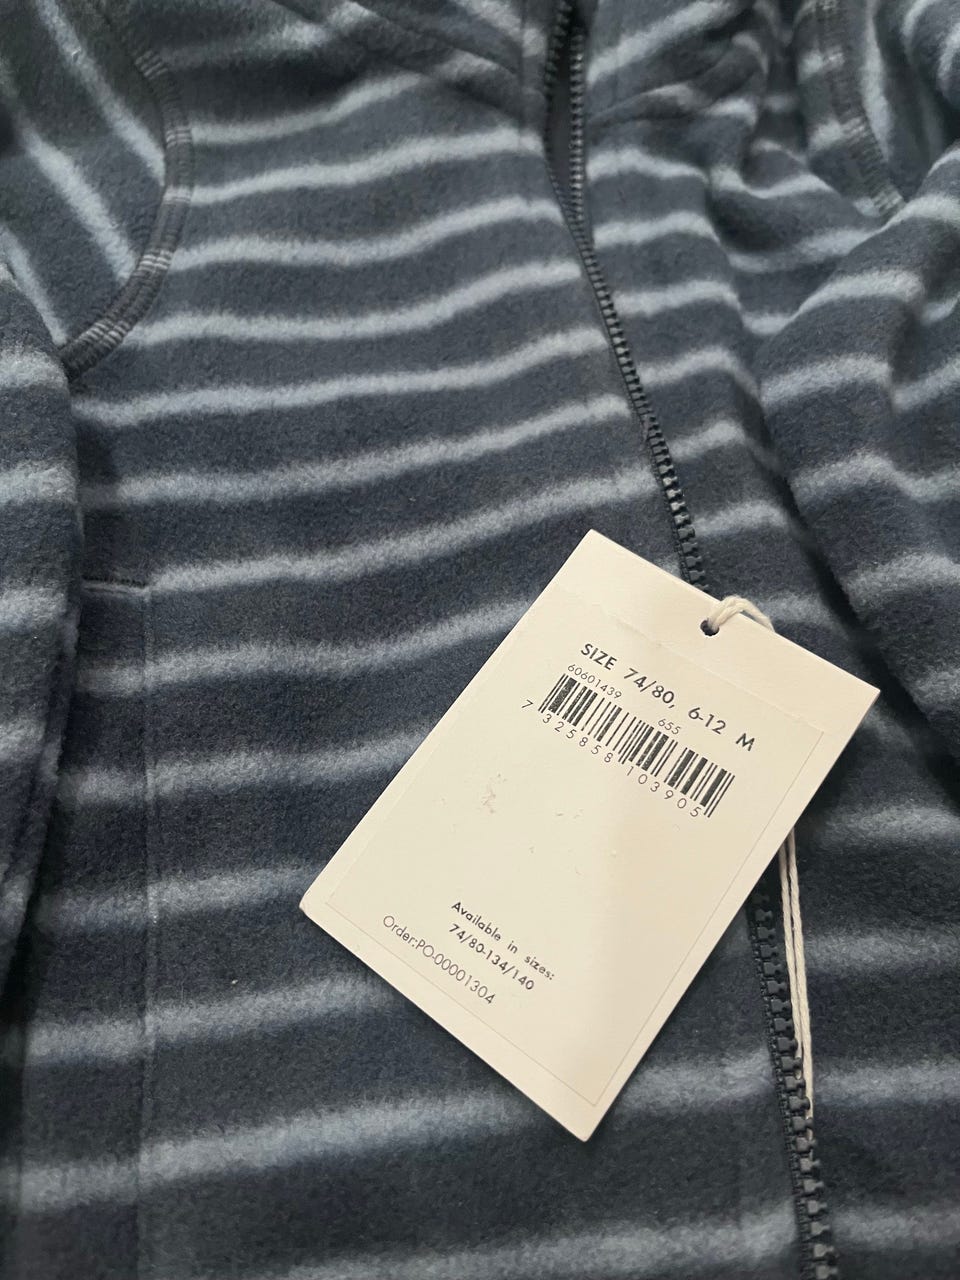 SIZE 74/80, 6-12 M
60601439 655
7 325858 103905
Available in sizes:
74/80-134/140
Order:PO-00001304